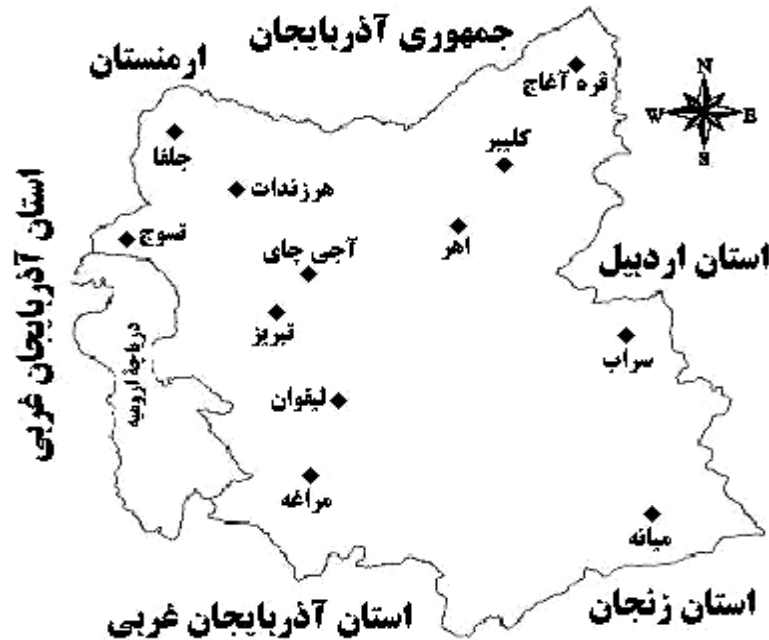 جمهوری آذربایجان
ارمنستان
قره آغاج
N
W E
S
جلفا
کلیبر
هرزندات
استان آذربایجان غربی
تسوج
اهر
آجی چای
استان اردبیل
تبریز
سراب
دریاچۀ ارومیه
لیقوان
مراغه
میانه
استان زنجان
استان آذربایجان غربی